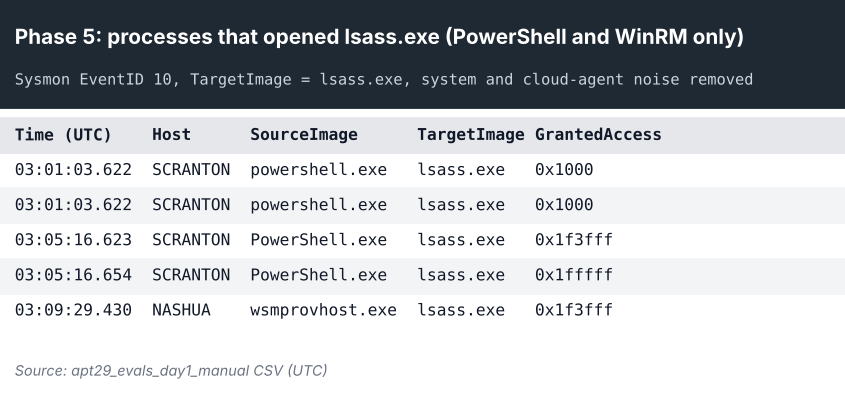 Phase 5: processes that opened lsass.exe (PowerShell and WinRM only)
Sysmon EventID 10, TargetImage = lsass.exe, system and cloud-agent noise removed
Time (UTC) Host SourceImage TargetImage GrantedAccess
03:01:03.622 SCRANTON powershell.exe lsass.exe 0x1000
03:01:03.622 SCRANTON powershell.exe lsass.exe 0x1000
03:05:16.623 SCRANTON PowerShell.exe lsass.exe 0x1f3fff
03:05:16.654 SCRANTON PowerShell.exe lsass.exe 0x1fffff
03:09:29.430 NASHUA wsmprovhost.exe lsass.exe 0x1f3fff
Source: apt29_evals_day1_manual CSV (UTC)